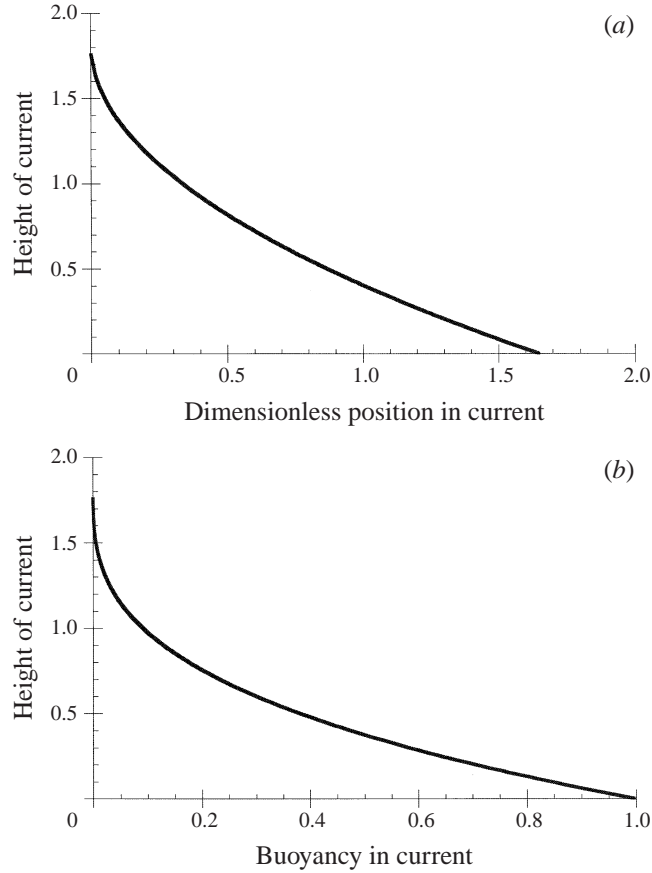 2.0
(a)
1.5
Height of current
1.0
0.5
0 0.5 1.0 1.5 2.0
Dimensionless position in current
2.0
(b)
1.5
Height of current
1.0
0.5
0 0.2 0.4 0.6 0.8 1.0
Buoyancy in current